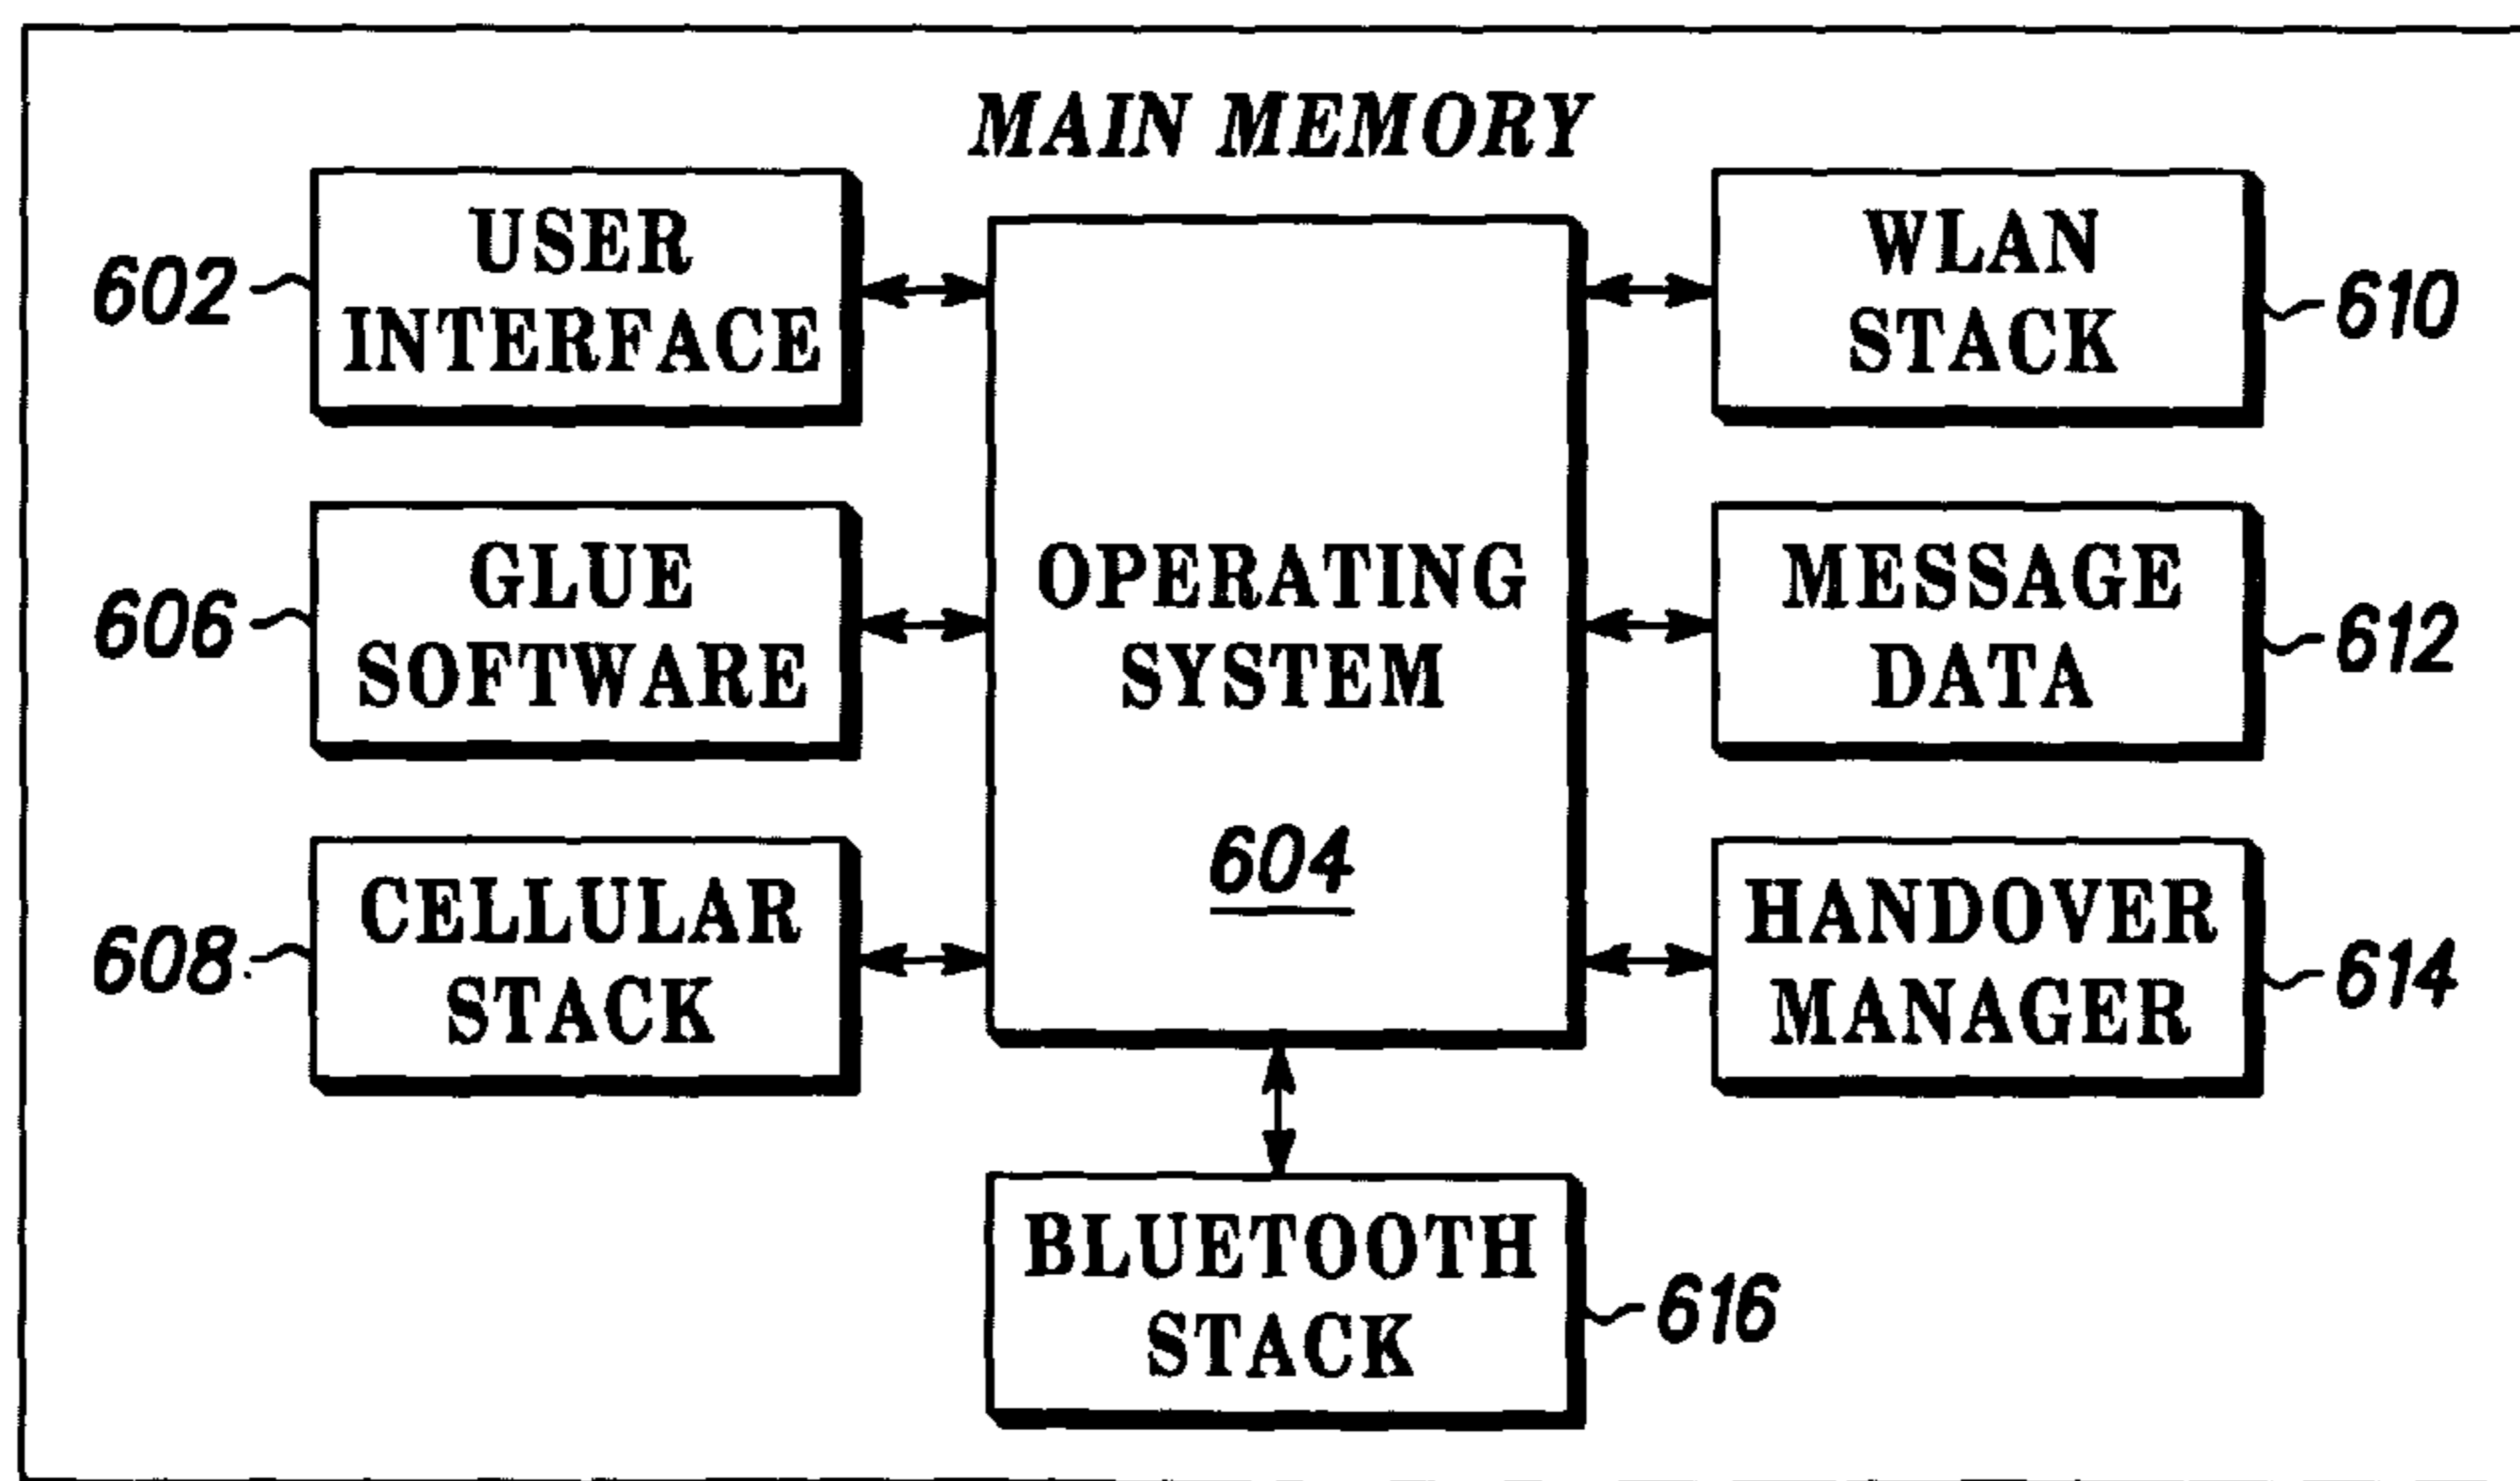 MAIN MEMORY
USER
INTERFACE
602
GLUE
SOFTWARE
606
CELLULAR
STACK
608
OPERATING
SYSTEM
604
WLAN
STACK
610
MESSAGE
DATA
612
HANDOVER
MANAGER
614
BLUETOOTH
STACK
616